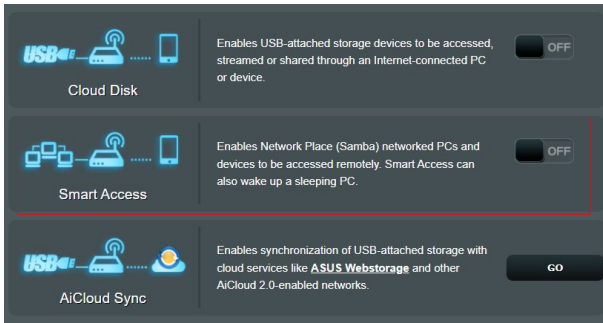 USB
Cloud Disk
Enables USB-attached storage devices to be accessed,
streamed or shared through an Internet-connected PC
or device.
OFF
Smart Access
Enables Network Place (Samba) networked PCs and
devices to be accessed remotely. Smart Access can
also wake up a sleeping PC.
OFF
USB
AiCloud Sync
Enables synchronization of USB-attached storage with
cloud services like ASUS Webstorage and other
AiCloud 2.0-enabled networks.
GO